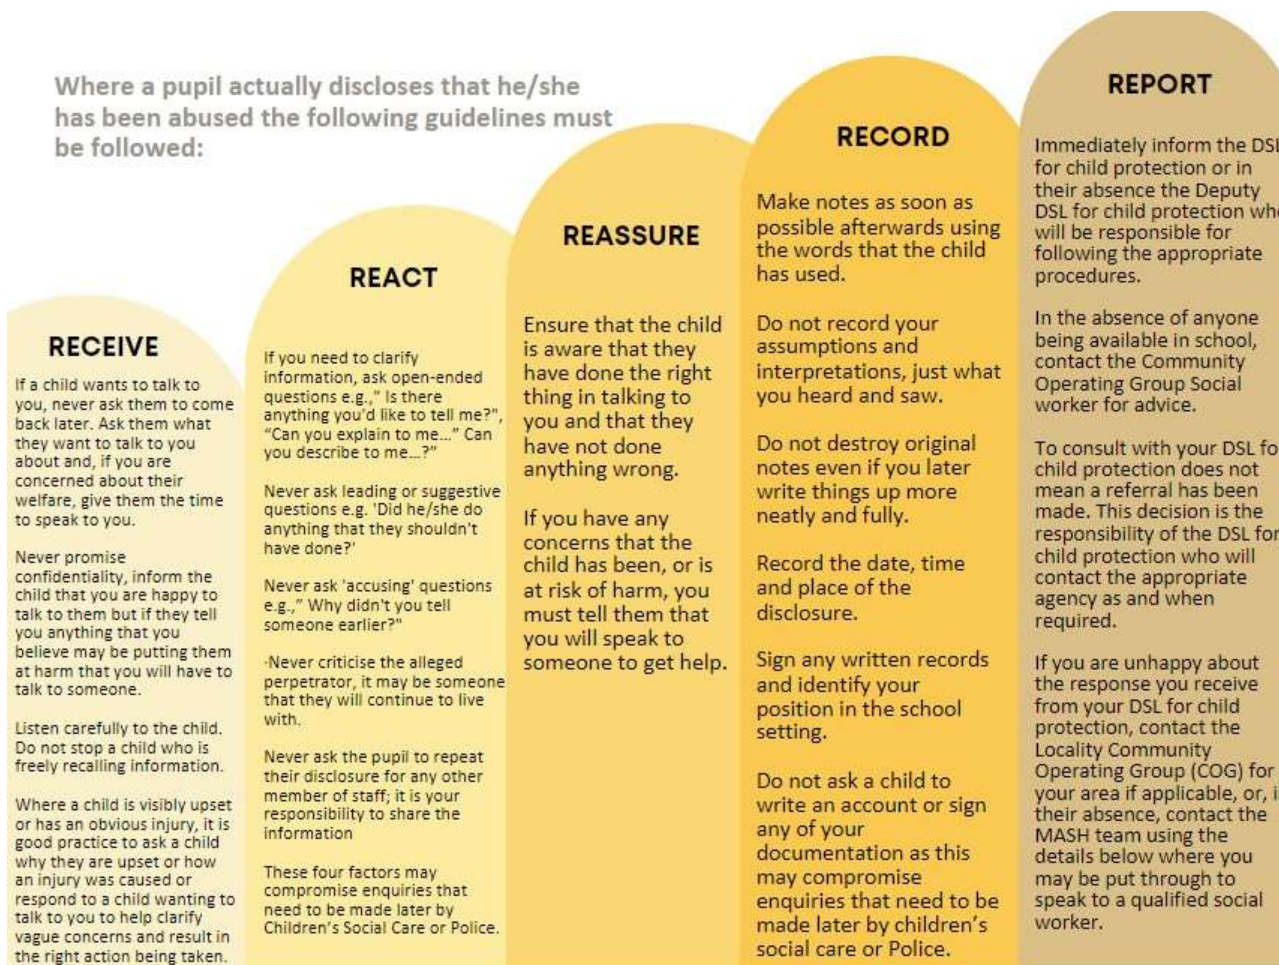 Where a pupil actually discloses that he/she
has been abused the following guidelines must
be followed:
RECEIVE
If a child wants to talk to
you, never ask them to come
back later. Ask them what
they want to talk to you
about and, if you are
concerned about their
welfare, give them the time
to speak to you.
Never promise
confidentiality, inform the
child that you are happy to
talk to them but if they tell
you anything that you
believe may be putting them
at harm that you will have to
talk to someone.
Listen carefully to the child.
Do not stop a child who is
freely recalling information.
Where a child is visibly upset
or has an obvious injury, it is
good practice to ask a child
why they are upset or how
an injury was caused or
respond to a child wanting to
talk to you to help clarify
vague concerns and result in
the right action being taken.
REACT
If you need to clarify
information, ask open-ended
questions e.g.," Is there
anything you'd like to tell me?",
"Can you explain to me..." Can
you describe to me...?"
Never ask leading or suggestive
questions e.g. 'Did he/she do
anything that they shouldn't
have done?'
Never ask 'accusing' questions
e.g.," Why didn't you tell
someone earlier?"
·Never criticise the alleged
perpetrator, it may be someone
that they will continue to live
with.
Never ask the pupil to repeat
their disclosure for any other
member of staff; it is your
responsibility to share the
information
These four factors may
compromise enquiries that
need to be made later by
Children's Social Care or Police.
REASSURE
Ensure that the child
is aware that they
have done the right
thing in talking to
you and that they
have not done
anything wrong.
If you have any
concerns that the
child has been, or is
at risk of harm, you
must tell them that
you will speak to
someone to get help.
RECORD
Make notes as soon as
possible afterwards using
the words that the child
has used.
Do not record your
assumptions and
interpretations, just what
you heard and saw.
Do not destroy original
notes even if you later
write things up more
neatly and fully.
Record the date, time
and place of the
disclosure.
Sign any written records
and identify your
position in the school
setting.
Do not ask a child to
write an account or sign
any of your
documentation as this
may compromise
enquiries that need to be
made later by children's
social care or Police.
REPORT
Immediately inform the DSL
for child protection or in
their absence the Deputy
DSL for child protection who
will be responsible for
following the appropriate
procedures.
In the absence of anyone
being available in school,
contact the Community
Operating Group Social
worker for advice.
To consult with your DSL fo
child protection does not
mean a referral has been
made. This decision is the
responsibility of the DSL for
child protection who will
contact the appropriate
agency as and when
required.
If you are unhappy about
the response you receive
from your DSL for child
protection, contact the
Locality Community
Operating Group (COG) for
your area if applicable, or, i
their absence, contact the
MASH team using the
details below where you
may be put through to
speak to a qualified social
worker.